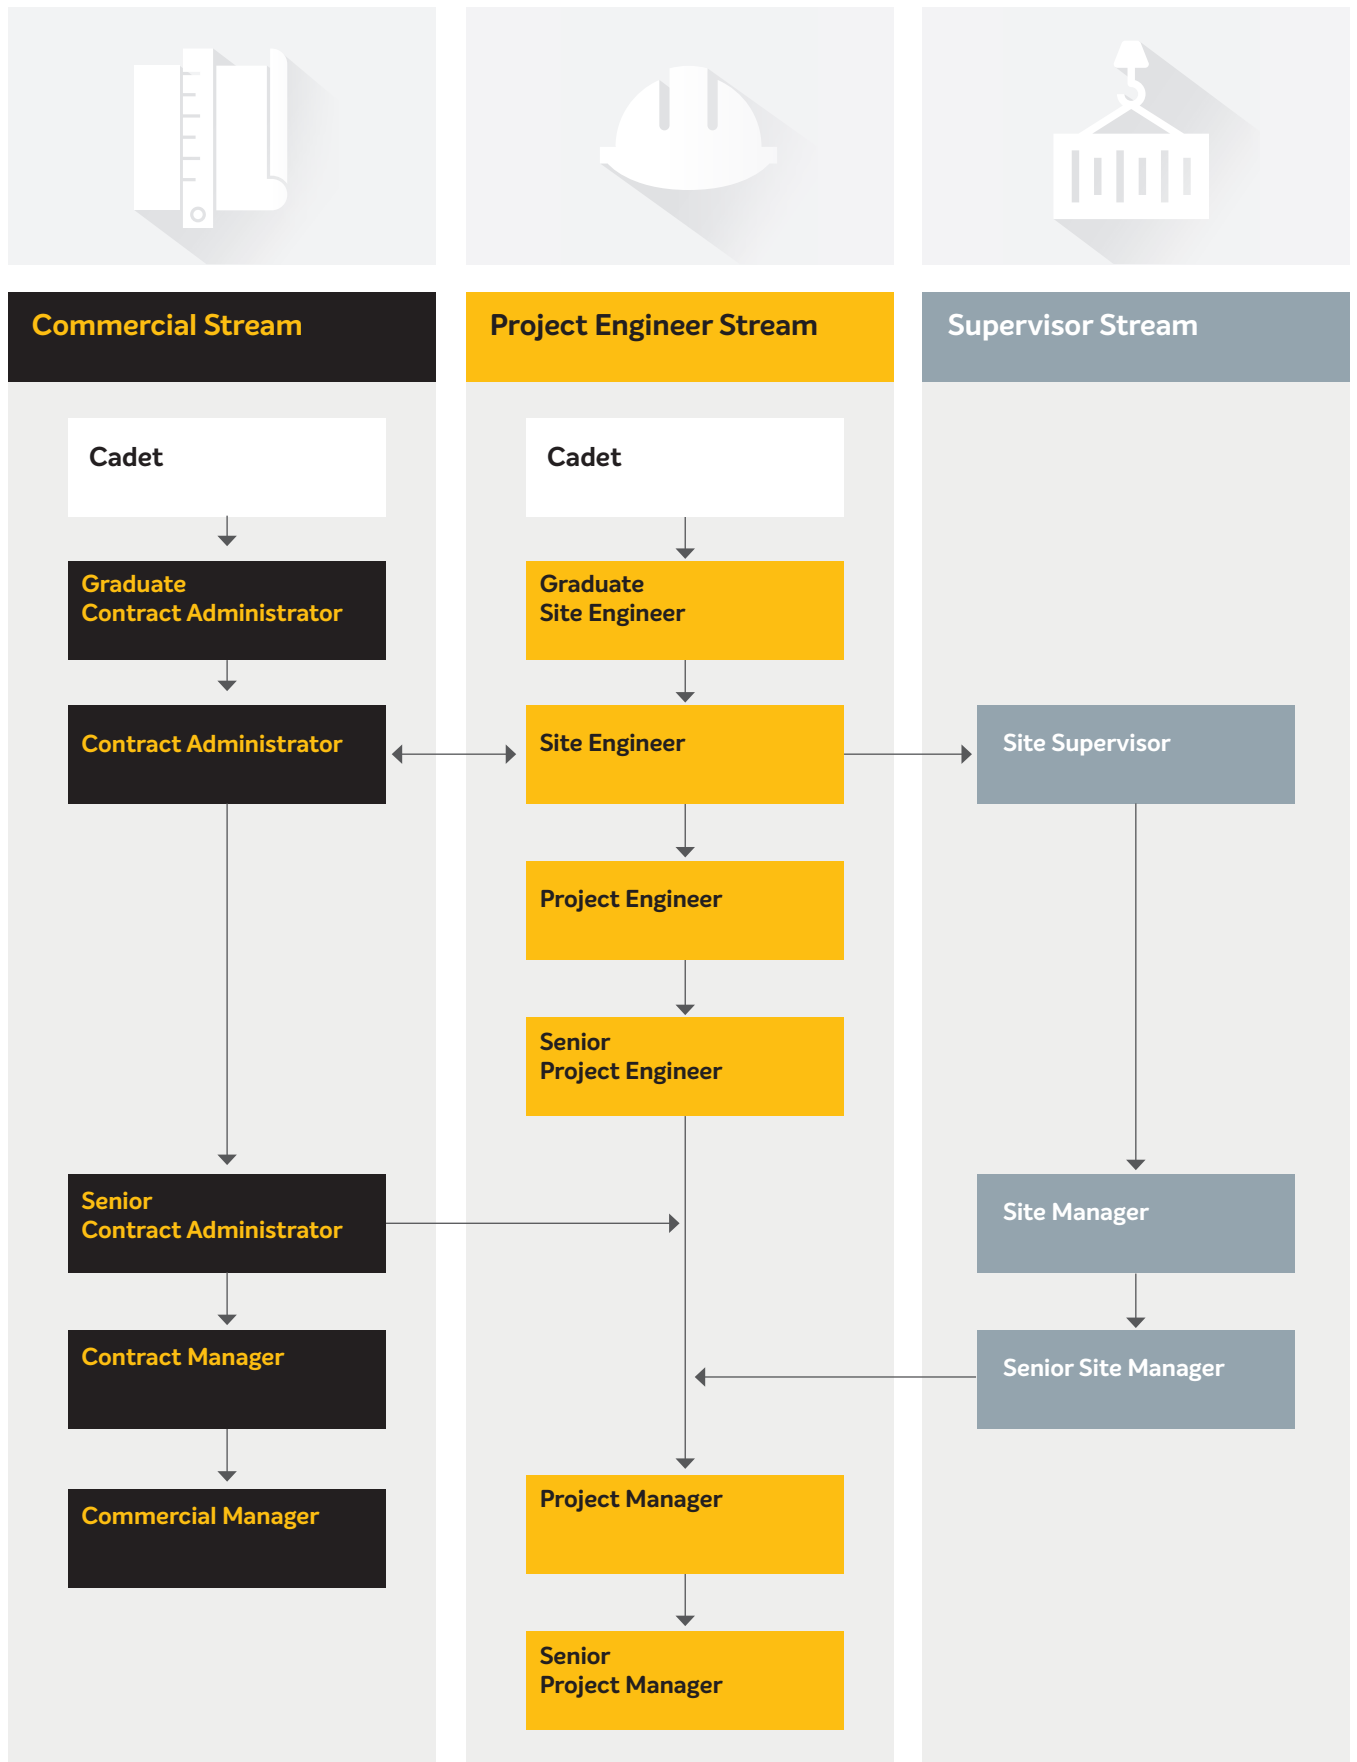 Commercial Stream
Project Engineer Stream
Supervisor Stream
Cadet
Cadet
Graduate
Contract Administrator
Graduate
Site Engineer
Contract Administrator
Site Engineer
Site Supervisor
Project Engineer
Senior
Project Engineer
Senior
Contract Administrator
Site Manager
Contract Manager
Senior Site Manager
Commercial Manager
Project Manager
Senior
Project Manager